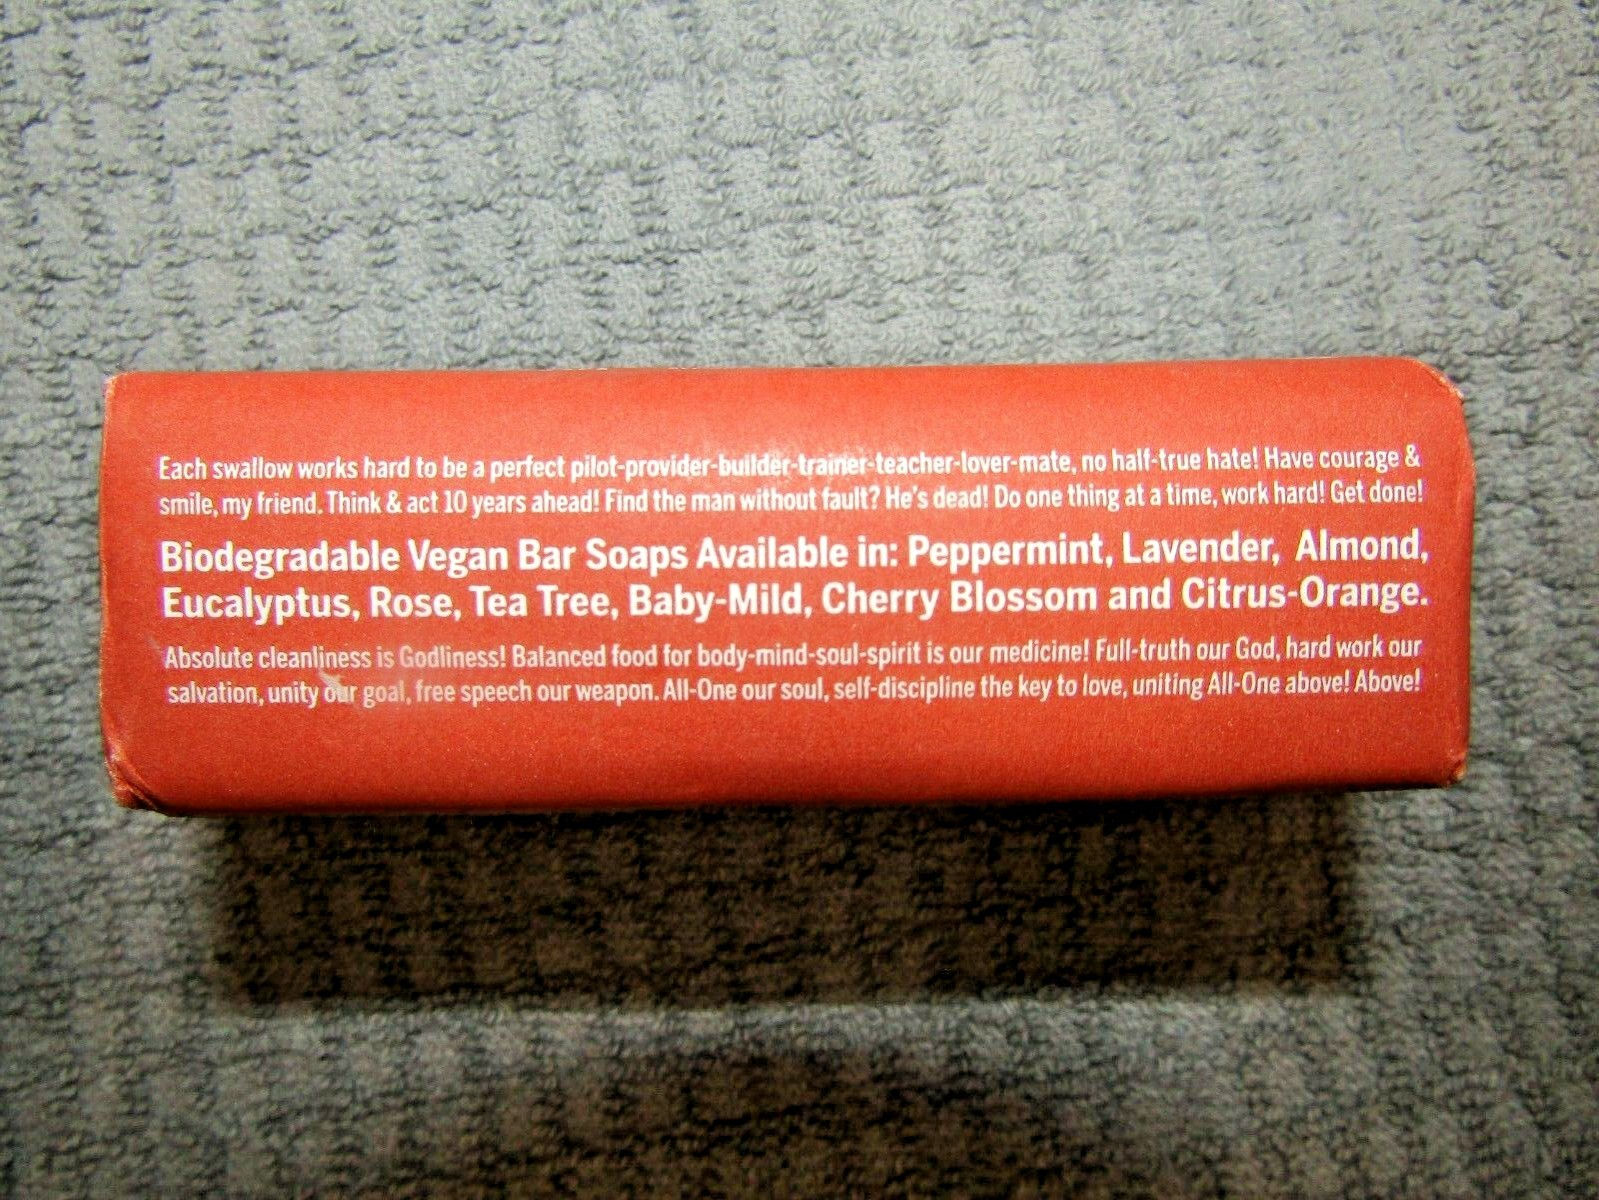 Each swallow works hard to be a perfect pilot-provider-builder-trainer-teacher-lover-mate, no half-true hate! Have courage &
smile, my friend. Think & act 10 years ahead! Find the man without fault? He's dead! Do one thing at a time, work hard! Get done!
Biodegradable Vegan Bar Soaps Available in: Peppermint, Lavender, Almond,
Eucalyptus, Rose, Tea Tree, Baby-Mild, Cherry Blossom and Citrus-Orange.
Absolute cleanliness is Godliness! Balanced food for body-mind-soul-spirit is our medicine! Full-truth our God, hard work our
salvation, unity our goal, free speech our weapon. All-One our soul, self-discipline the key to love, uniting All-One above! Above!